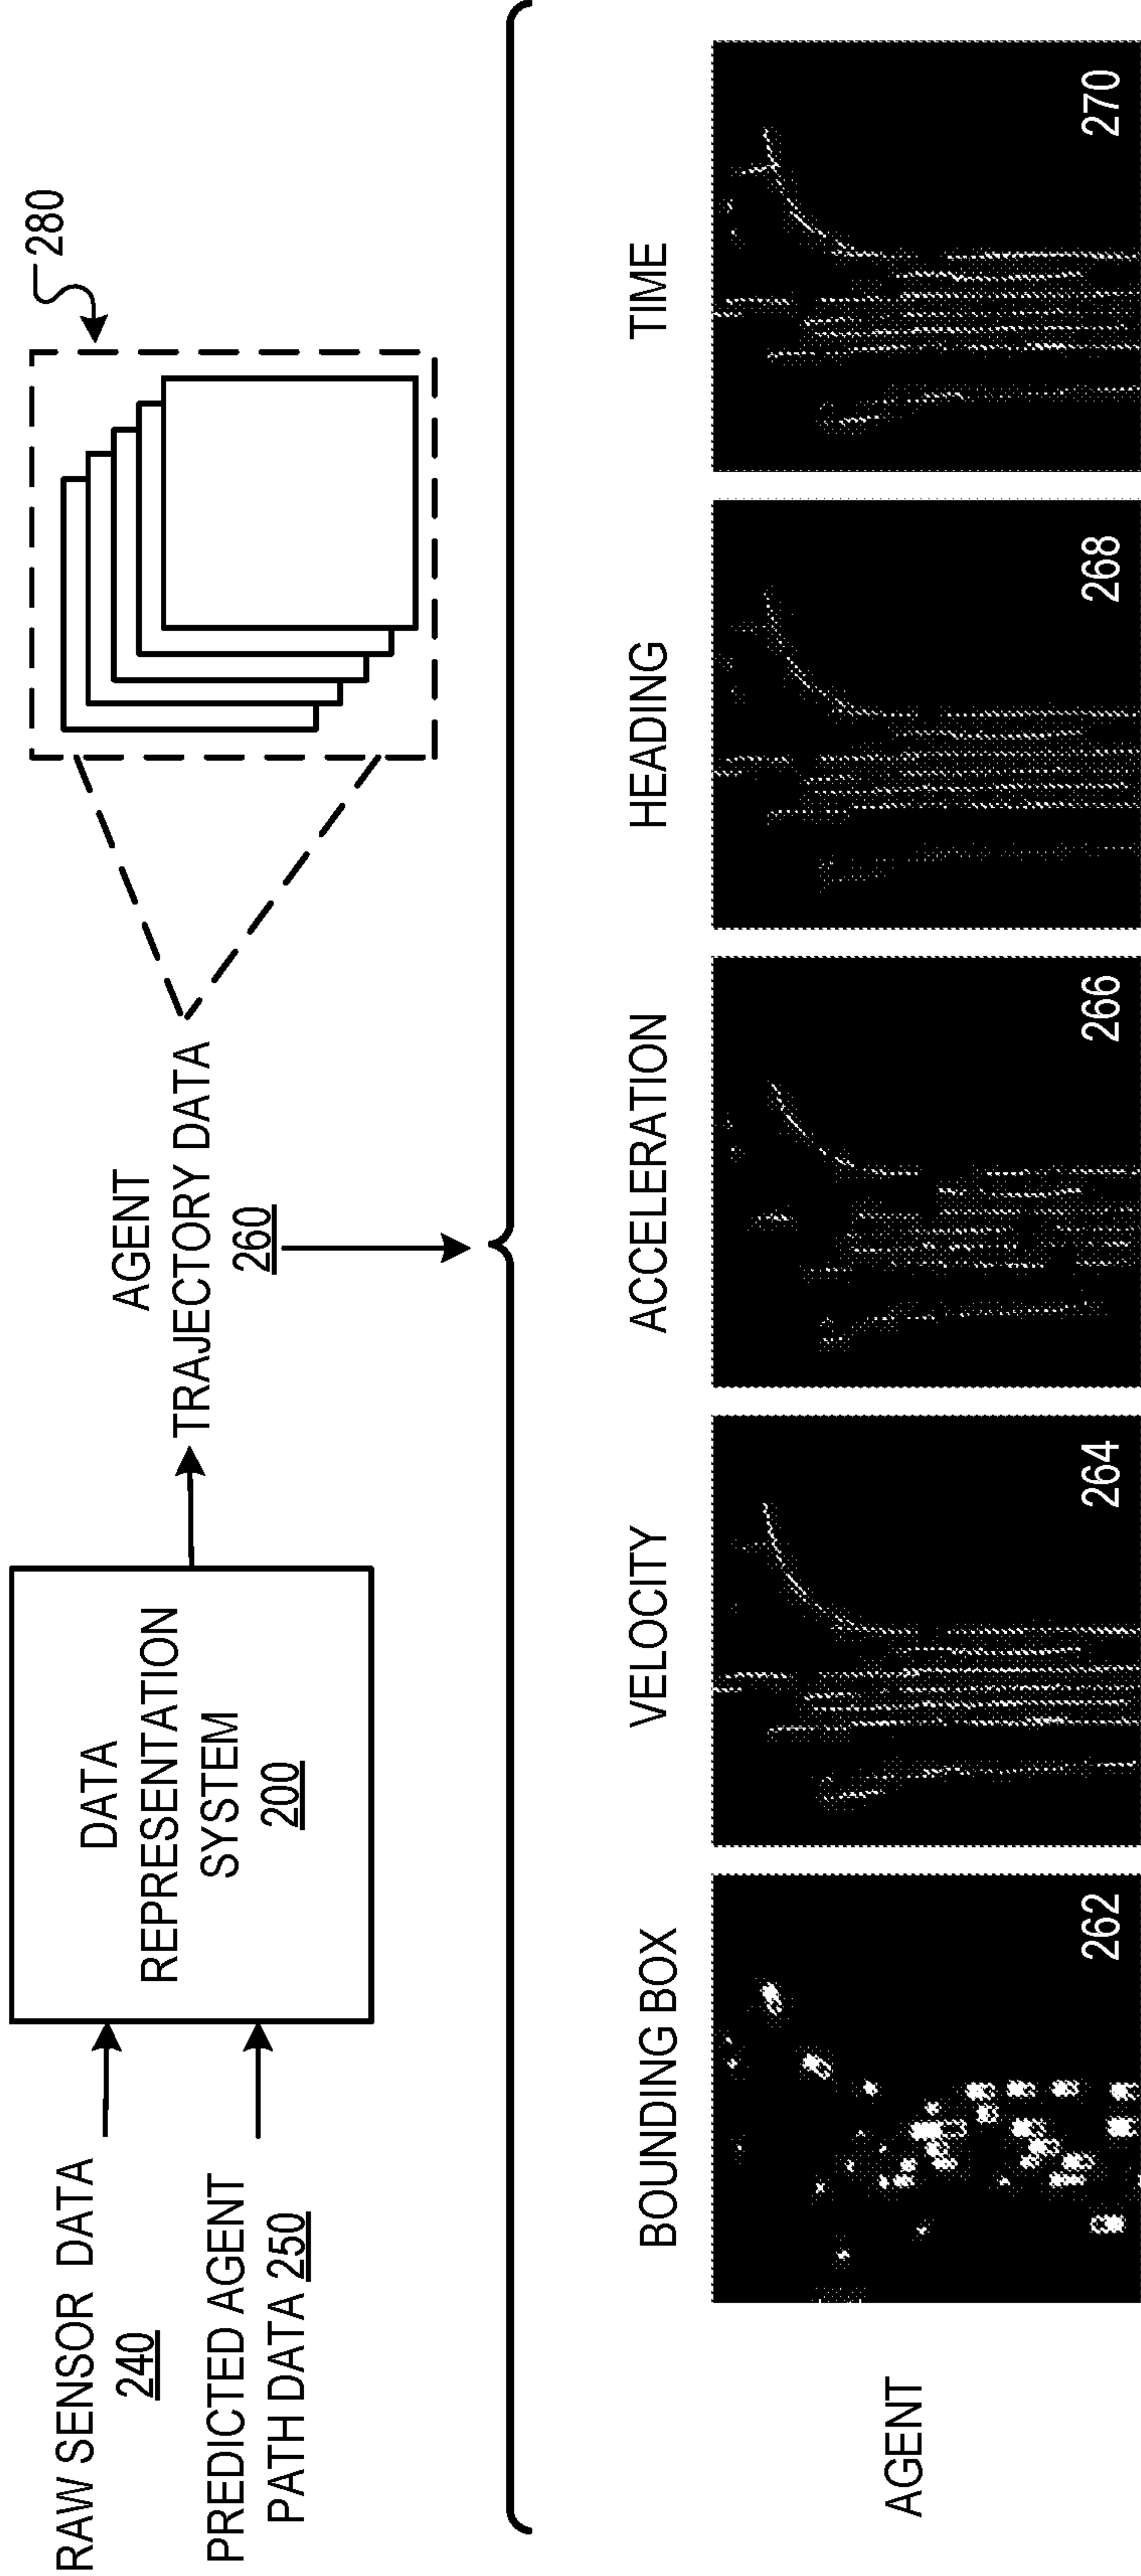 RAW SENSOR DATA
240
PREDICTED AGENT
PATH DATA 250
DATA
REPRESENTATION
SYSTEM
200
AGENT
TRAJECTORY DATA
260
280
AGENT
BOUNDING BOX
262
VELOCITY
264
ACCELERATION
266
HEADING
268
TIME
270